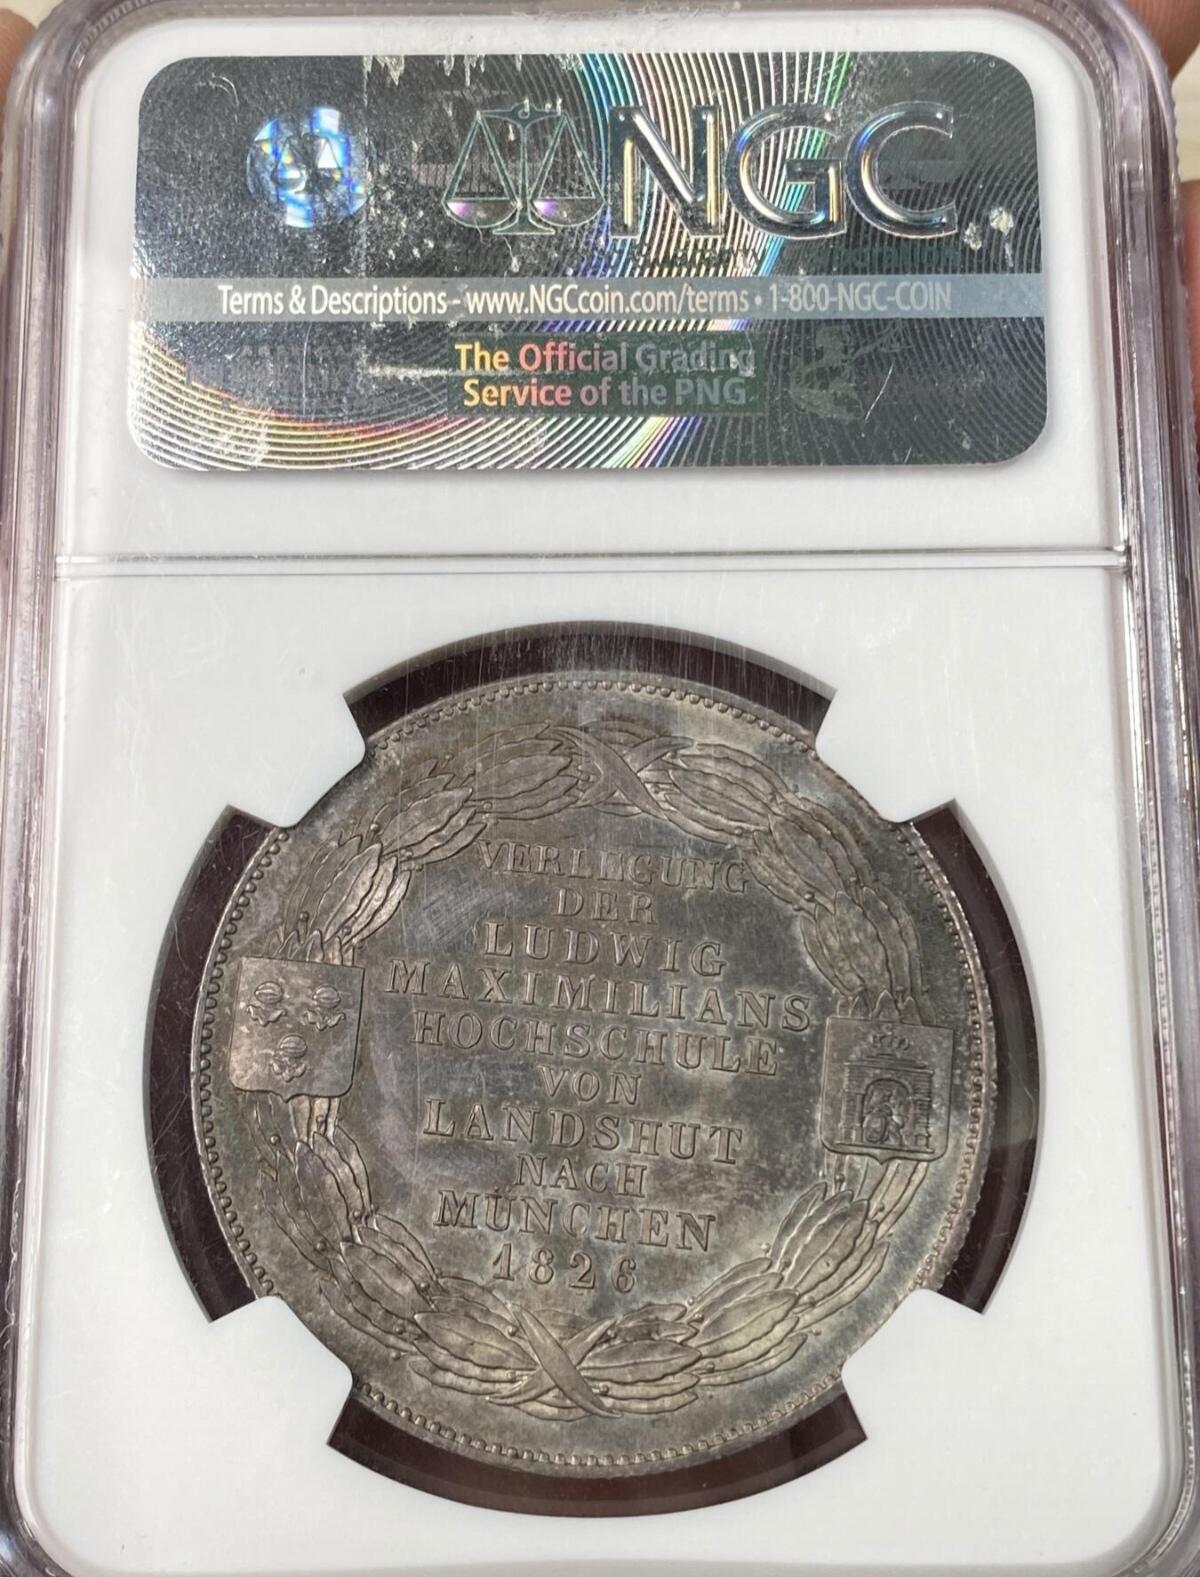 NGC
Terms & Descriptions - www.NGCcoin.com/terms • 1-800-NGC-COIN
The Official Grading
Service of the PNG
VERLEGUNG
DER
LUDWIG
MAXIMILIANS
HOCHSCHULE
VON
LANDSHUT
NACH
MÜNCHEN
1826